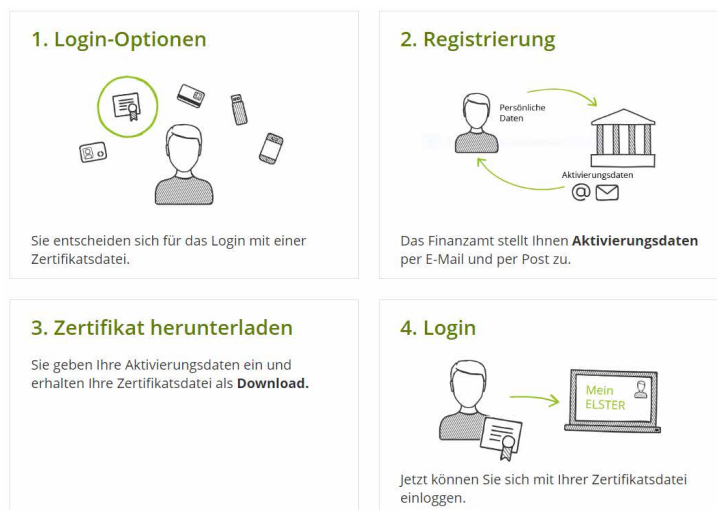 1. Login-Optionen
Sie entscheiden sich für das Login mit einer
Zertifikatsdatei.
2. Registrierung
Persönliche
Daten
Aktivierungsdaten
@
Das Finanzamt stellt Ihnen Aktivierungsdaten
per E-Mail und per Post zu.
3. Zertifikat herunterladen
Sie geben Ihre Aktivierungsdaten ein und
erhalten Ihre Zertifikatsdatei als Download.
4. Login
Mein
ELSTER
Jetzt können Sie sich mit Ihrer Zertifikatsdatei
einloggen.